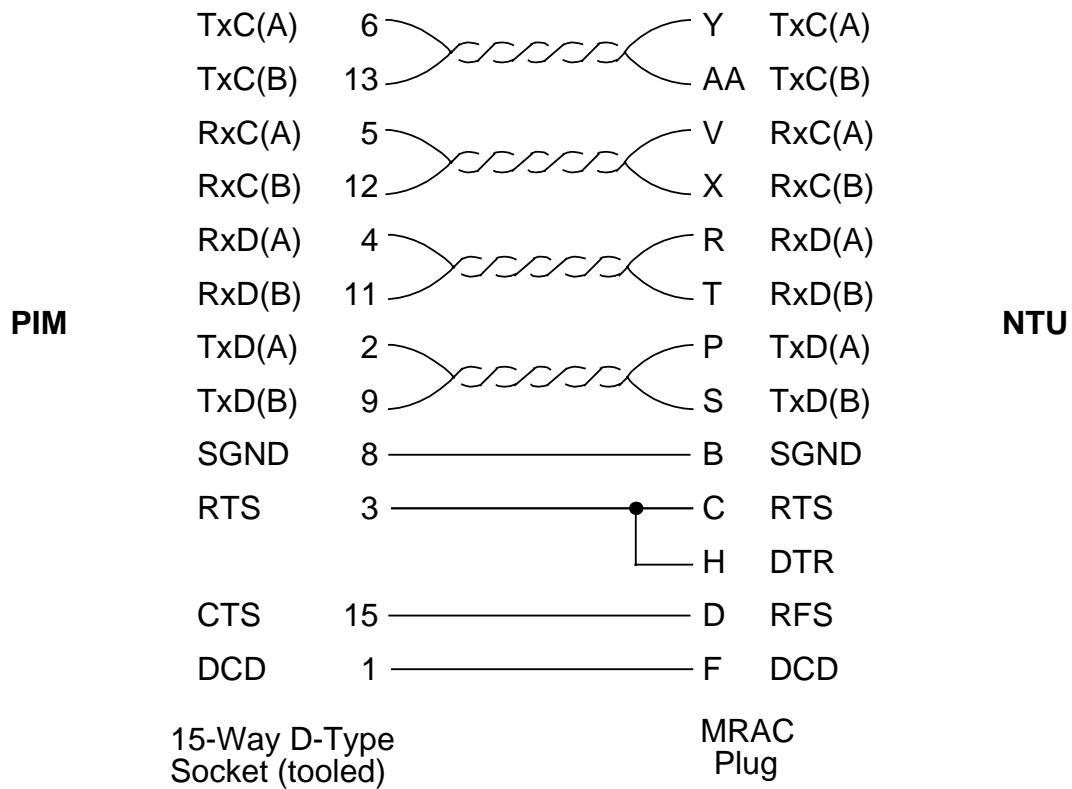 TxC(A) 6 Y TxC(A)
TxC(B) 13 AA TxC(B)
RxC(A) 5 V RxC(A)
RxC(B) 12 X RxC(B)
RxD(A) 4 R RxD(A)
RxD(B) 11 T RxD(B)
PIM NTU
TxD(A) 2 P TxD(A)
TxD(B) 9 S TxD(B)
SGND 8 B SGND
RTS 3 C RTS
H DTR
CTS 15 D RFS
DCD 1 F DCD
15-Way D-Type
Socket (tooled)
MRAC
Plug